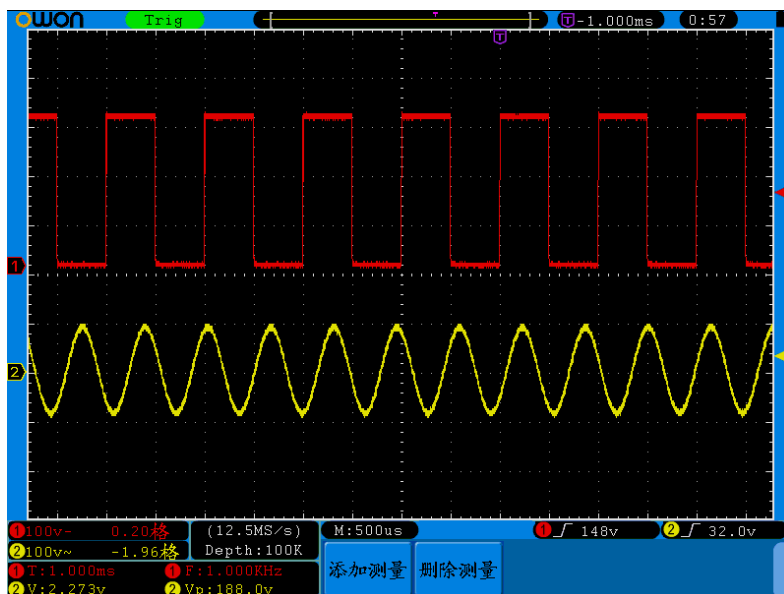 OWON Trig T -1.000ms 0:57
T
1
2
1 100v- 0.20格 (12.5MS/s) M:500us 1 148v 2 32.0v
2 100v~ -1.96格 Depth:100K
1 T:1.000ms 1 F:1.000KHz 添加测量 删除测量
2 V:2.273v 2 Vp:188.0v